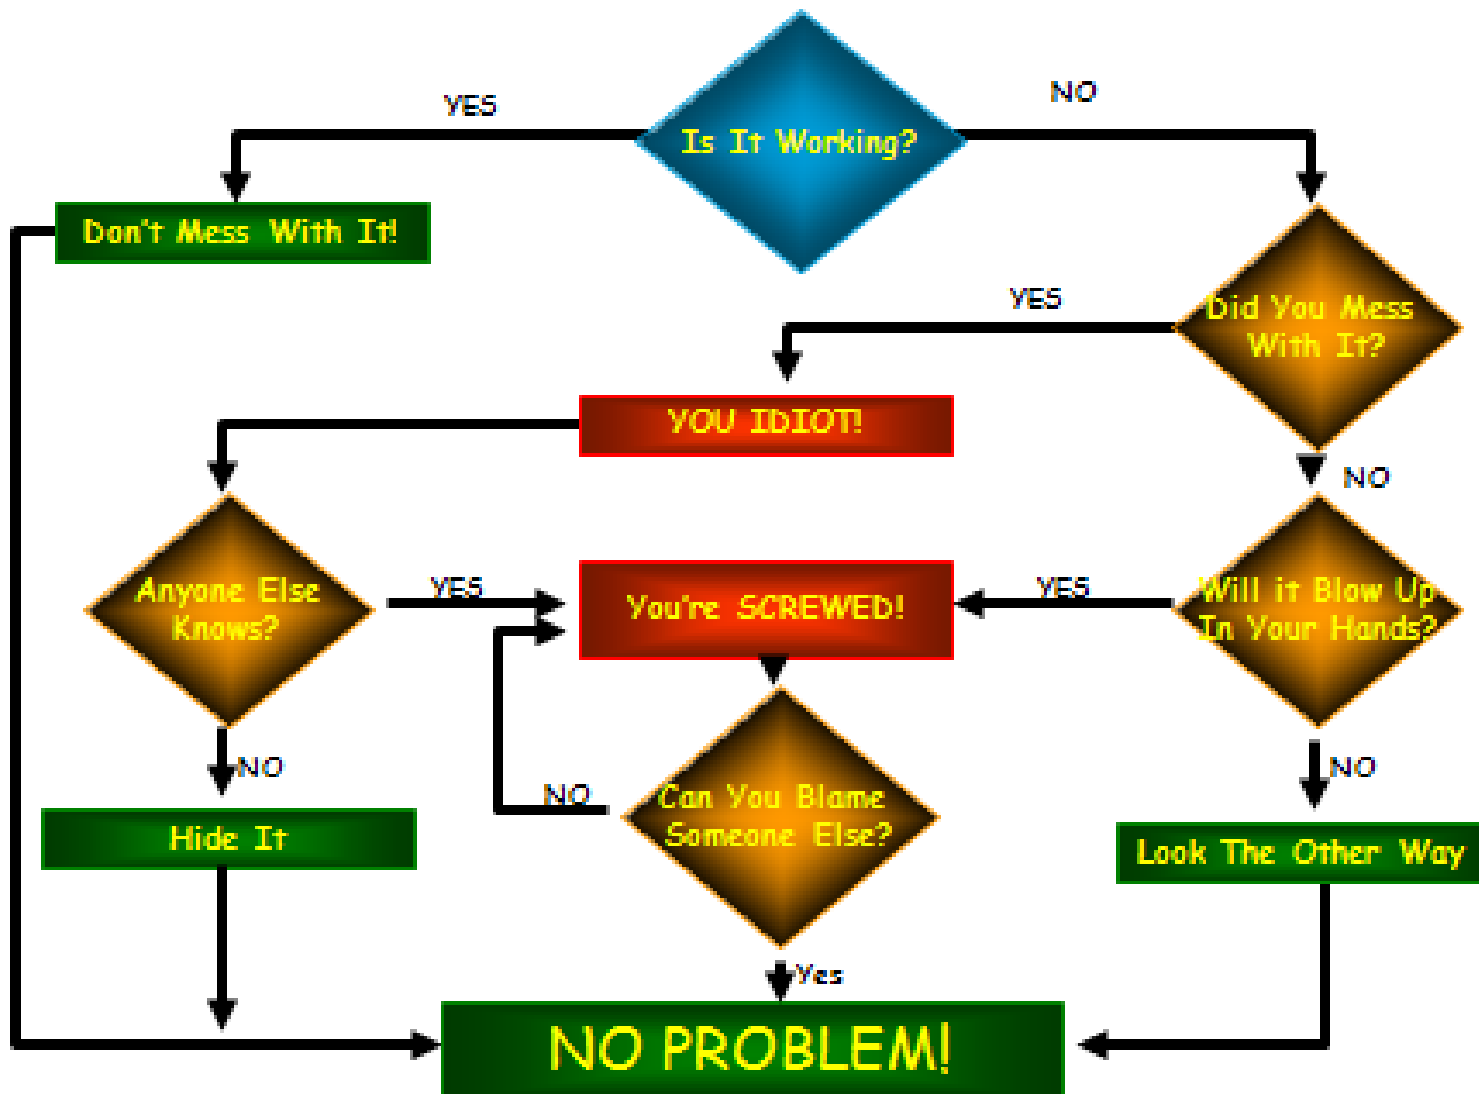 YES
NO
Is It Working?
Don't Mess With It!
YES
Did You Mess
With It?
YOU IDIOT!
NO
Anyone Else
Knows?
YES
You're SCREWED!
YES
Will it Blow Up
In Your Hands?
NO
NO
Can You Blame
Someone Else?
NO
Hide It
Look The Other Way
Yes
NO PROBLEM!